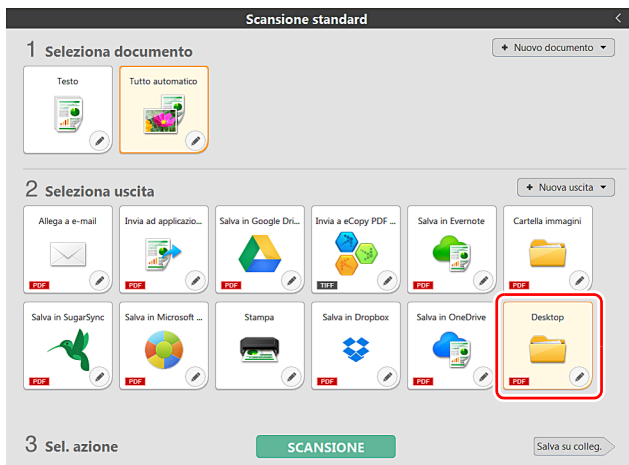 Scansione standard
1 Seleziona documento
+ Nuovo documento
Testo
Tutto automatico
2 Seleziona uscita
+ Nuova uscita
Allega a e-mail
Invia ad applicazio...
Salva in Google Dri...
Invia a eCopy PDF ...
Salva in Evernote
Cartella immagini
PDF
PDF
PDF
TIFF
PDF
PDF
Salva in SugarSync
Salva in Microsoft ...
Stampa
Salva in Dropbox
Salva in OneDrive
Desktop
PDF
PDF
PDF
PDF
PDF
3 Sel. azione
SCANSIONE
Salva su colleg.